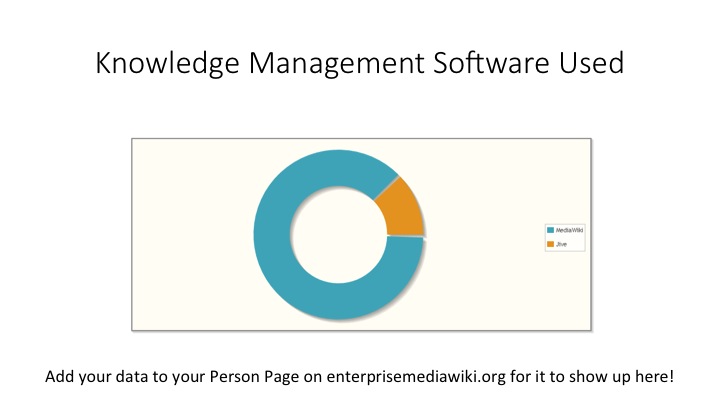 Knowledge Management Software Used
MediaWiki
Jive
Add your data to your Person Page on enterprisemediawiki.org for it to show up here!